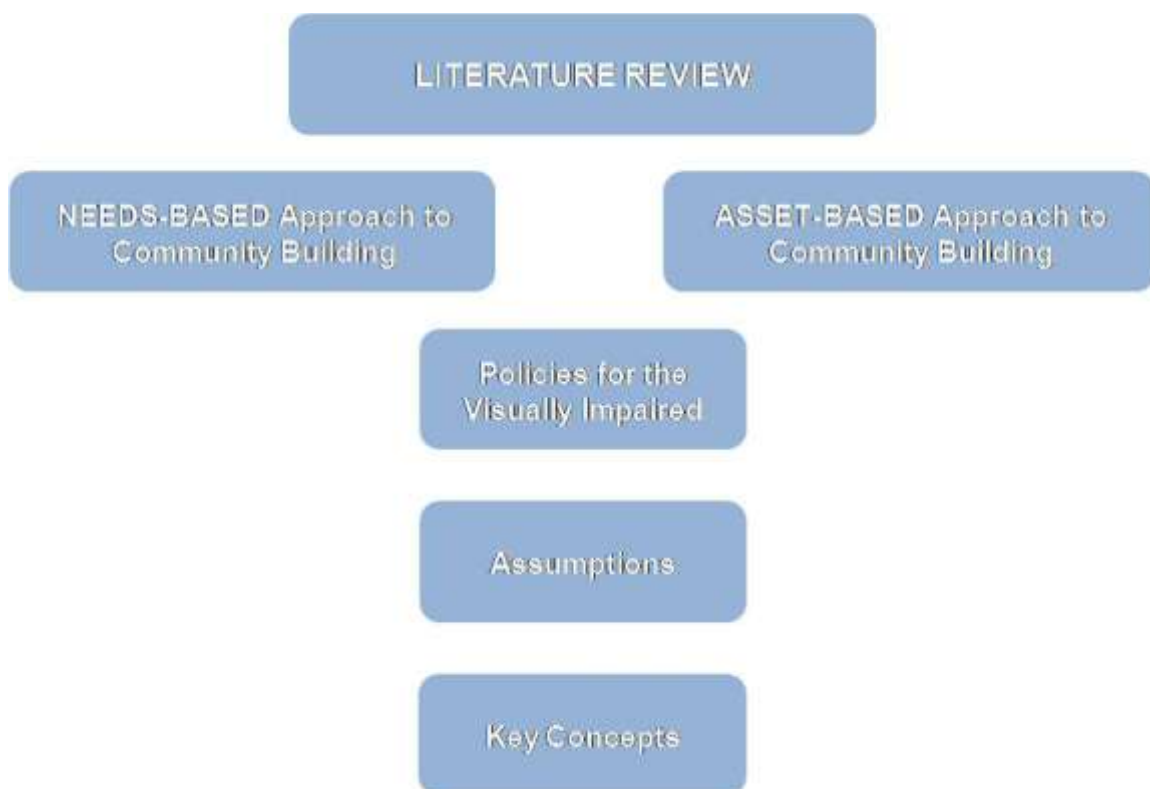 LITERATURE REVIEW
NEEDS-BASED Approach to
Community Building
ASSET-BASED Approach to
Community Building
Policies for the
Visually Impaired
Assumptions
Key Concepts